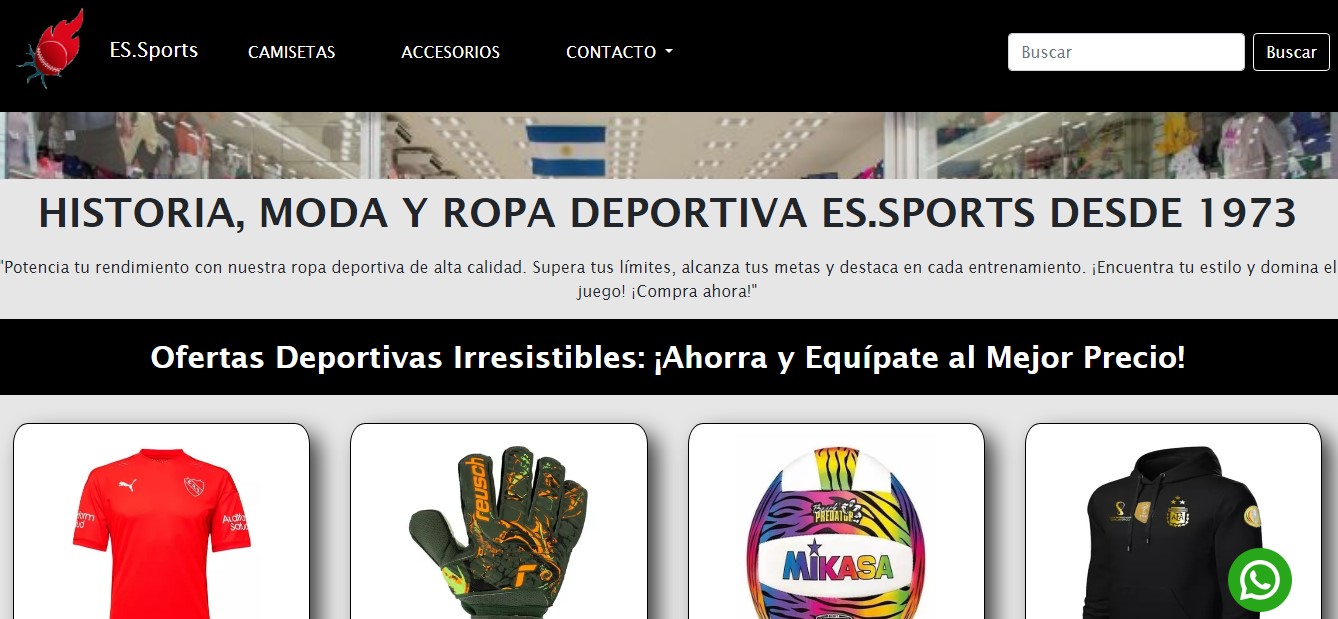 ES.Sports
CAMISETAS
ACCESORIOS
CONTACTO
Buscar
Buscar
HISTORIA, MODA Y ROPA DEPORTIVA ES.SPORTS DESDE 1973
"Potencia tu rendimiento con nuestra ropa deportiva de alta calidad. Supera tus límites, alcanza tus metas y destaca en cada entrenamiento. ¡Encuentra tu estilo y domina el
juego! ¡Compra ahora!"
Ofertas Deportivas Irresistibles: ¡Ahorra y Equípate al Mejor Precio!
reusch
PREDATOR
MIKASA